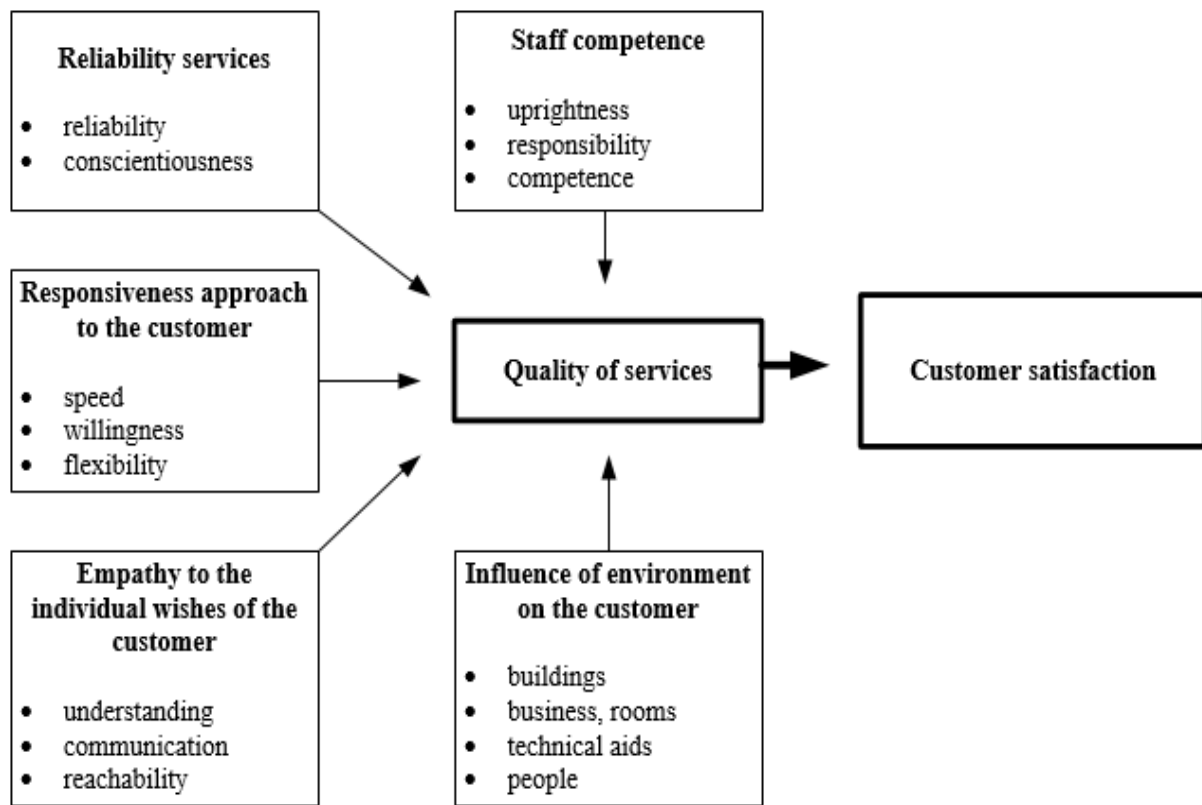 Reliability services
• reliability
• conscientiousness
Staff competence
• uprightness
• responsibility
• competence
Responsiveness approach
to the customer
• speed
• willingness
• flexibility
Quality of services
Customer satisfaction
Empathy to the
individual wishes of the
customer
• understanding
• communication
• reachability
Influence of environment
on the customer
• buildings
• business, rooms
• technical aids
• people